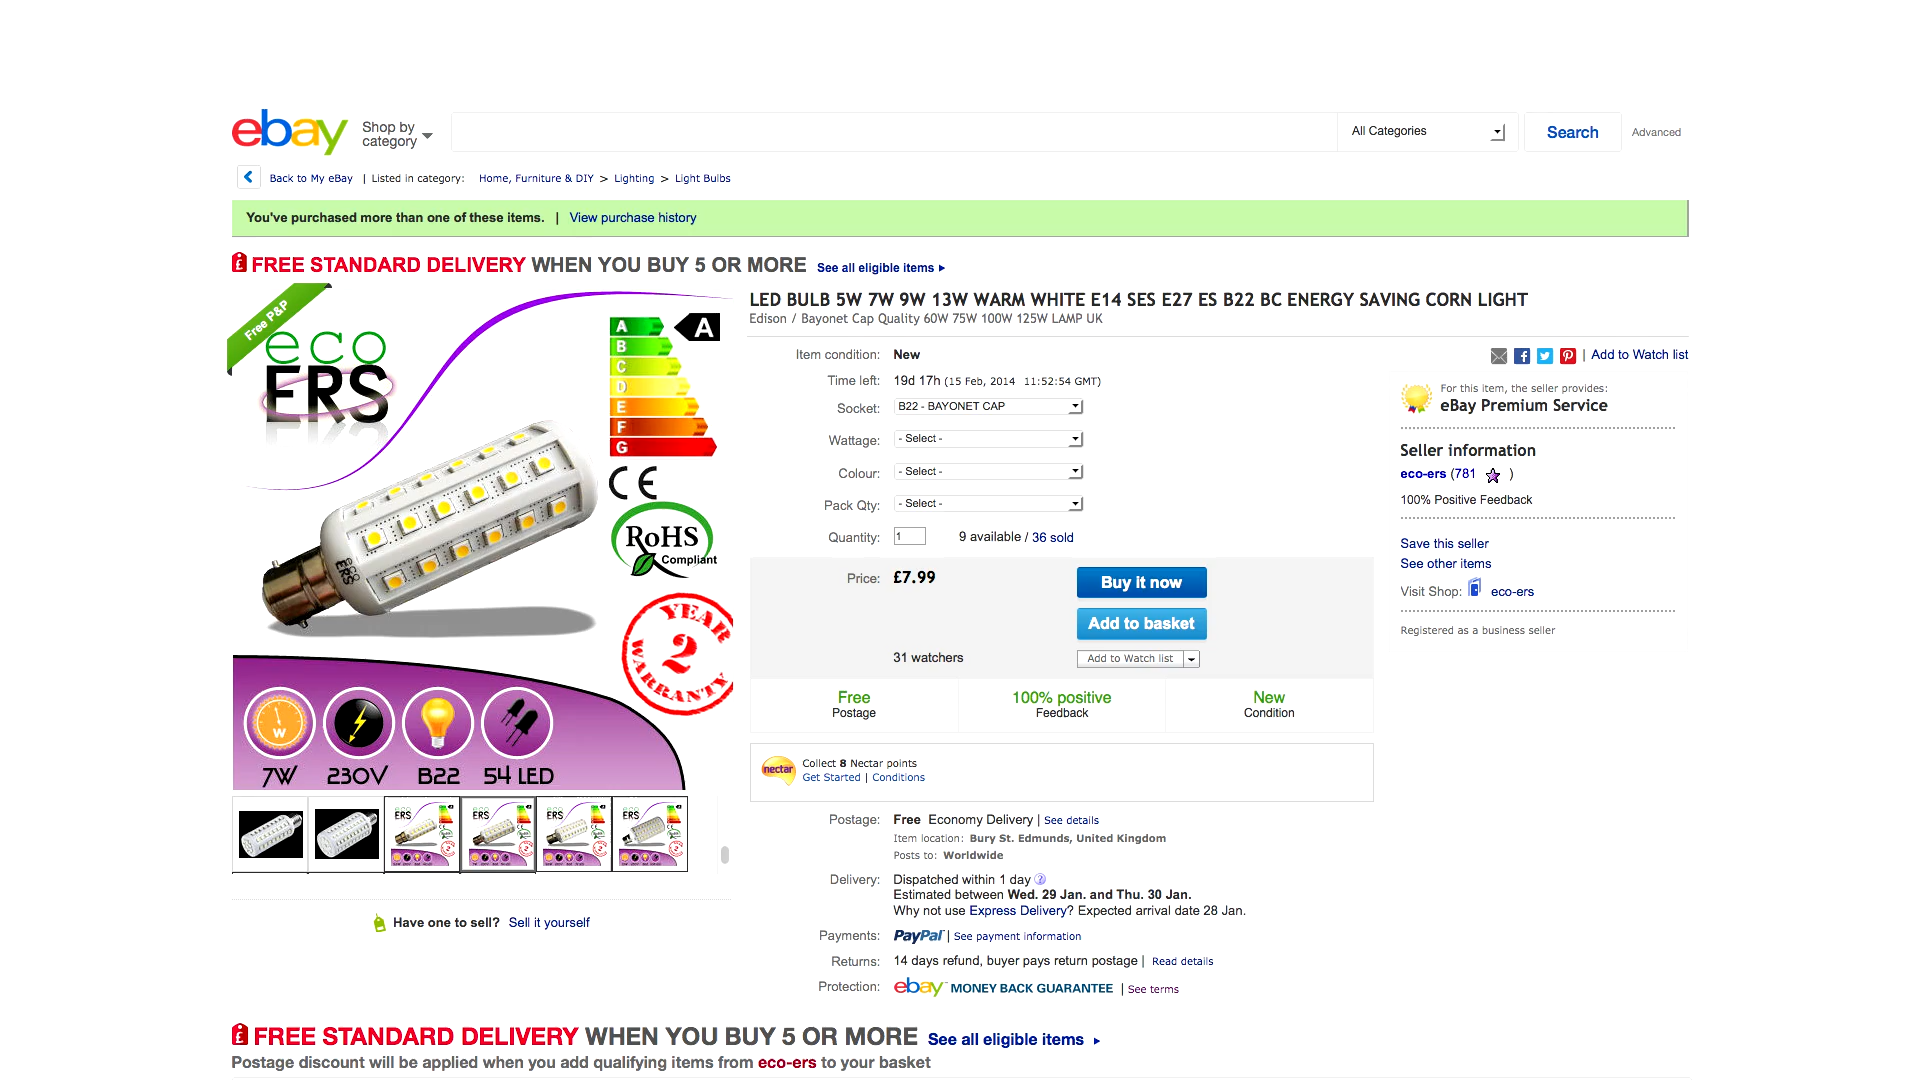 ebay
Shop by
category
All Categories
Search
Advanced
Back to My eBay | Listed in category: Home, Furniture & DIY > Lighting > Light Bulbs
You've purchased more than one of these items. | View purchase history
£ FREE STANDARD DELIVERY WHEN YOU BUY 5 OR MORE See all eligible items
Free P&P
eco
ERS
A
A
B
C
D
E
F
G
CE
RoHS
Compliant
eco
ERS
2 YEAR
WARRANTY
W
7W 230V B22 54 LED
Have one to sell? Sell it yourself
LED BULB 5W 7W 9W 13W WARM WHITE E14 SES E27 ES B22 BC ENERGY SAVING CORN LIGHT
Edison / Bayonet Cap Quality 60W 75W 100W 125W LAMP UK
Item condition: New
Time left: 19d 17h (15 Feb, 2014 11:52:54 GMT)
Socket: B22 - BAYONET CAP
Wattage: - Select -
Colour: - Select -
Pack Qty: - Select -
Quantity: 1 9 available / 36 sold
Price: £7.99
Buy it now
Add to basket
31 watchers
Add to Watch list
Free
Postage
100% positive
Feedback
New
Condition
nectar
Collect 8 Nectar points
Get Started | Conditions
Postage: Free Economy Delivery | See details
Item location: Bury St. Edmunds, United Kingdom
Posts to: Worldwide
Delivery: Dispatched within 1 day ?
Estimated between Wed. 29 Jan. and Thu. 30 Jan.
Why not use Express Delivery? Expected arrival date 28 Jan.
Payments: PayPal | See payment information
Returns: 14 days refund, buyer pays return postage | Read details
Protection: ebay MONEY BACK GUARANTEE | See terms
| Add to Watch list
For this item, the seller provides:
eBay Premium Service
Seller information
eco-ers (781 )
100% Positive Feedback
Save this seller
See other items
Visit Shop: eco-ers
Registered as a business seller
£ FREE STANDARD DELIVERY WHEN YOU BUY 5 OR MORE See all eligible items
Postage discount will be applied when you add qualifying items from eco-ers to your basket